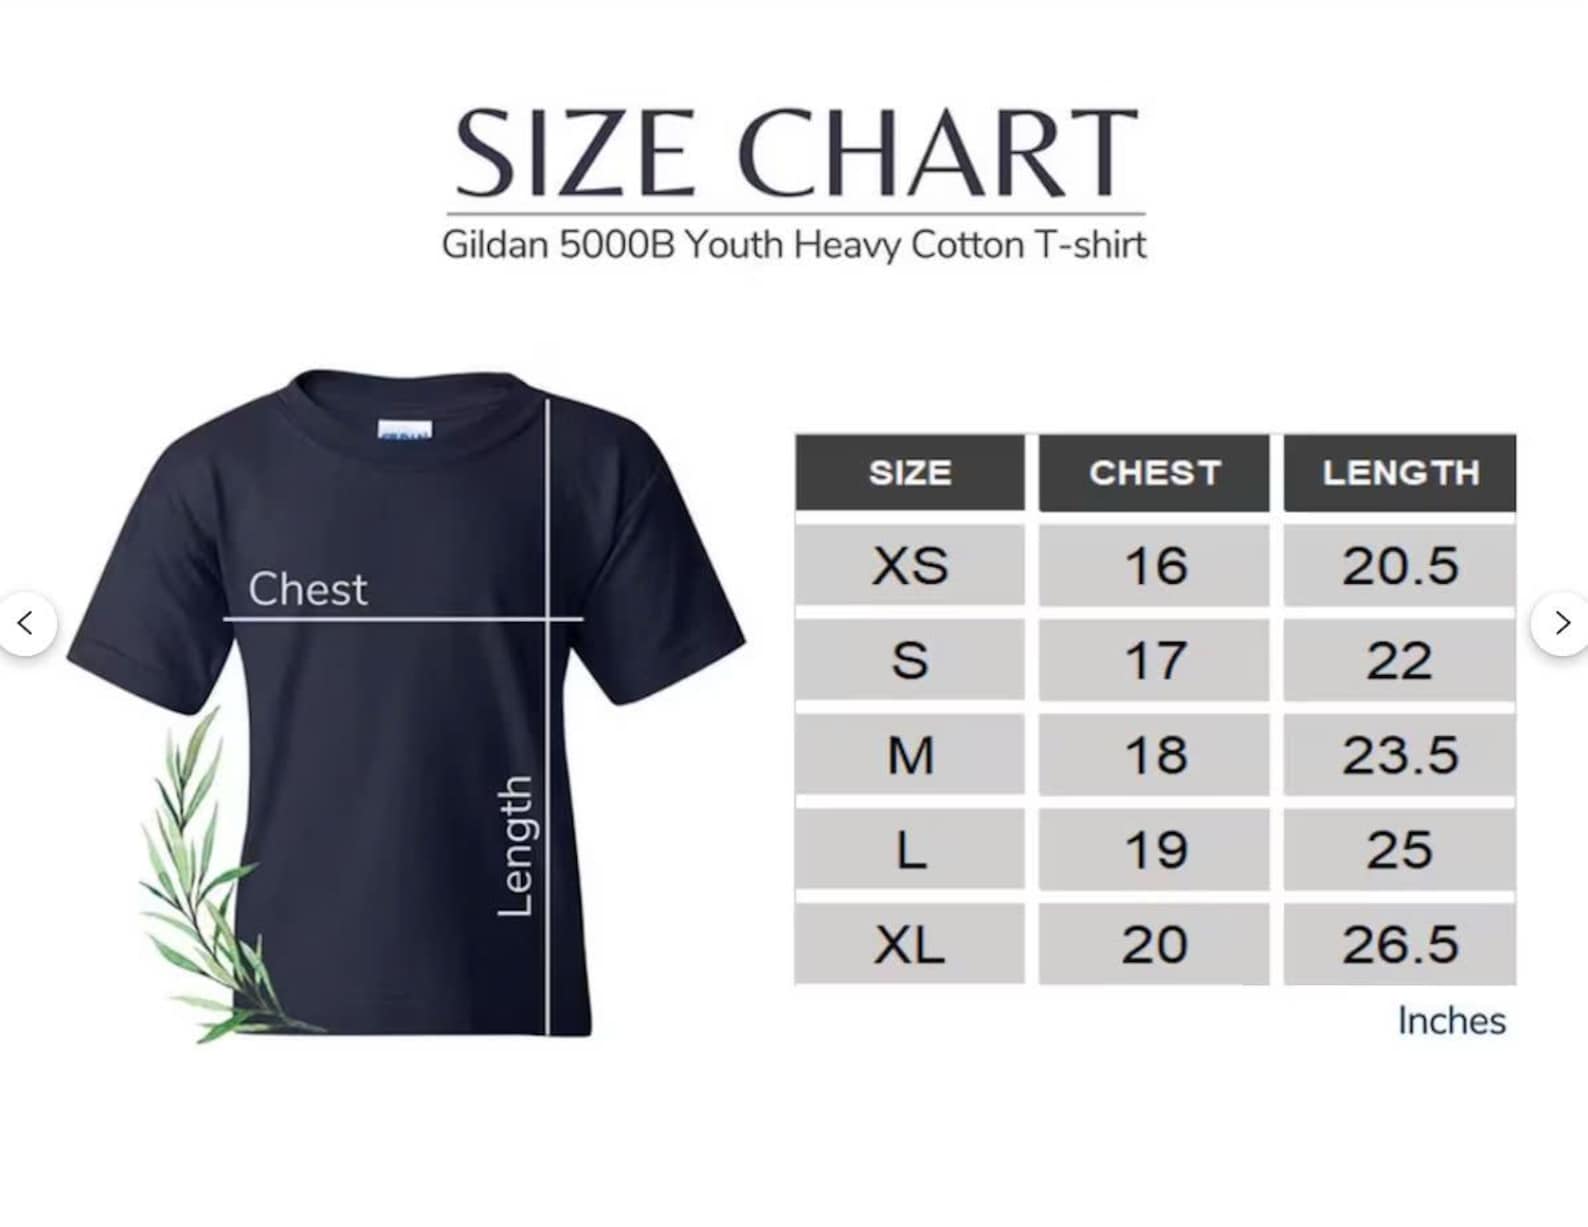 SIZE CHART
Gildan 5000B Youth Heavy Cotton T-shirt
Chest
Length
SIZE CHEST LENGTH
XS 16 20.5
S 17 22
M 18 23.5
L 19 25
XL 20 26.5
Inches